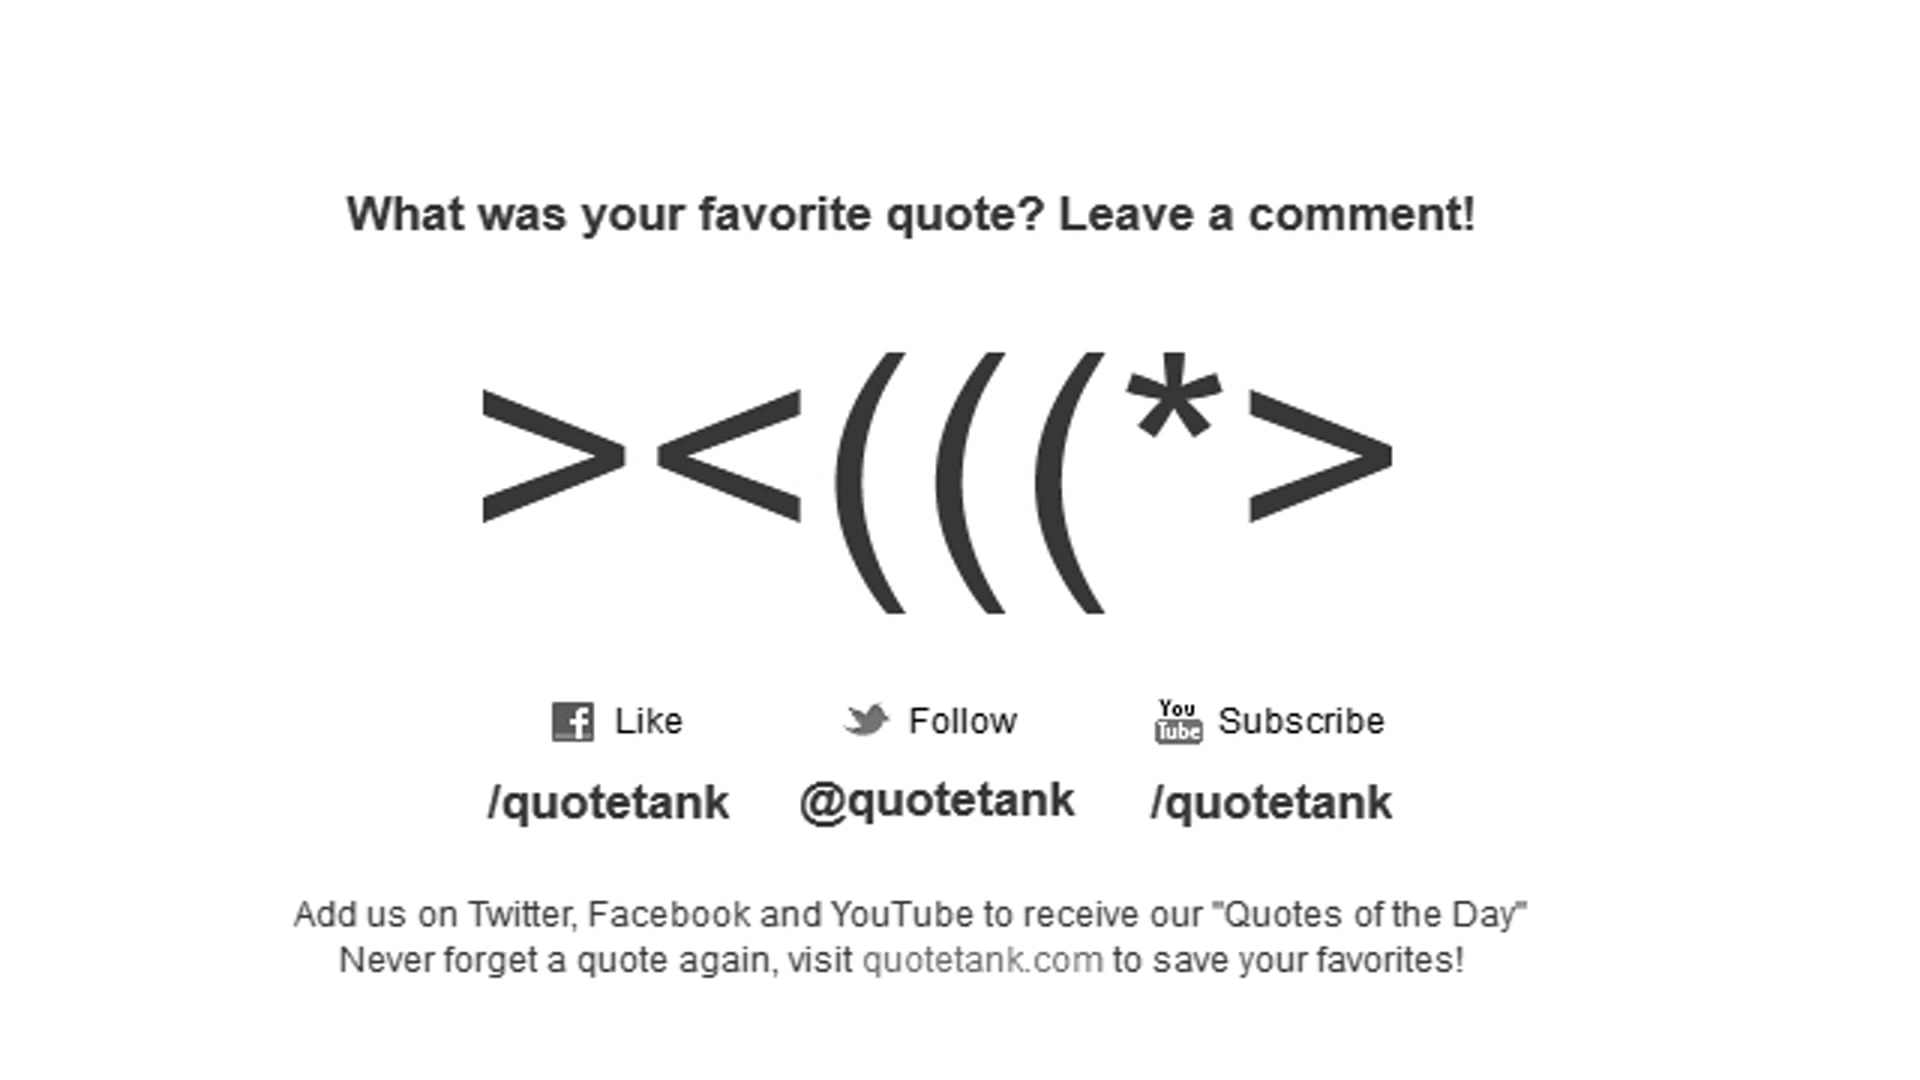 What was your favorite quote? Leave a comment!
><(((*>
f Like Follow You Tube Subscribe
/quotetank @quotetank /quotetank
Add us on Twitter, Facebook and YouTube to receive our "Quotes of the Day"
Never forget a quote again, visit quotetank.com to save your favorites!